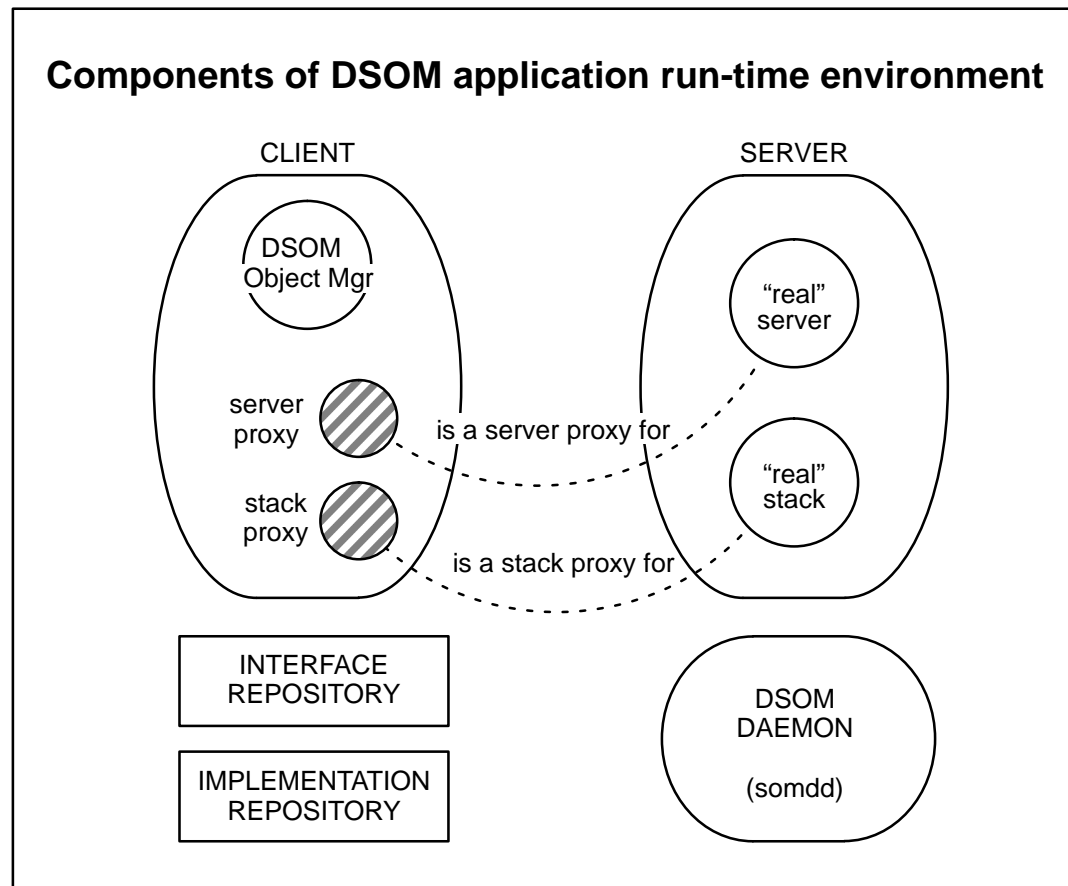 Components of DSOM application run-time environment
CLIENT
SERVER
DSOM
Object Mgr
“real”
server
server
proxy
is a server proxy for
“real”
stack
stack
proxy
is a stack proxy for
INTERFACE
REPOSITORY
IMPLEMENTATION
REPOSITORY
DSOM
DAEMON
(somdd)